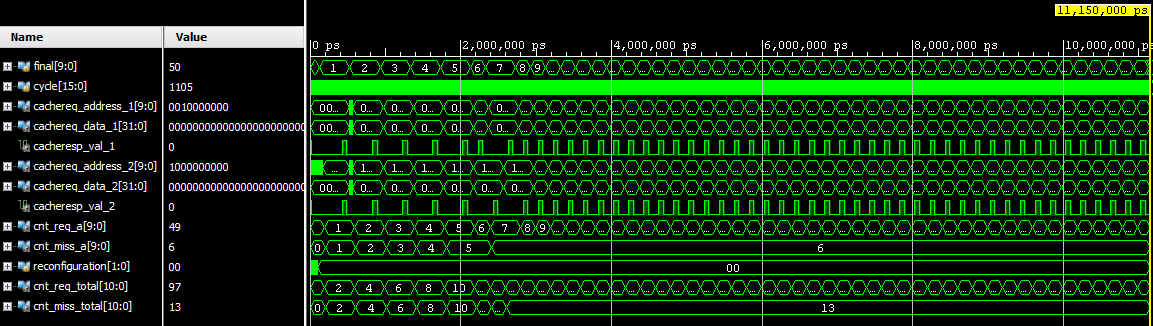 11,150,000 ps
Name Value
0 ps 2,000,000 ps 4,000,000 ps 6,000,000 ps 8,000,000 ps 10,000,000 ps
final[9:0] 50 1 2 3 4 5 6 7 8 9
cycle[15:0] 1105
cachereq_address_1[9:0] 0010000000 00... 0... 0... 0... 0... 0... 0...
cachereq_data_1[31:0] 00000000000000000000000 00... 0... 0... 0... 0... 0... 0...
cacheresp_val_1 0
cachereq_address_2[9:0] 1000000000 ... 1... 1... 1... 1... 1... 1...
cachereq_data_2[31:0] 00000000000000000000000 00... 0... 0... 0... 0... 0... 0...
cacheresp_val_2 0
cnt_req_a[9:0] 49 1 2 3 4 5 6 7 8 9
cnt_miss_a[9:0] 6 0 1 2 3 4 5 6
reconfiguration[1:0] 00 00
cnt_req_total[10:0] 97 2 4 6 8 10
cnt_miss_total[10:0] 13 0 2 4 6 8 10 ... ... 13